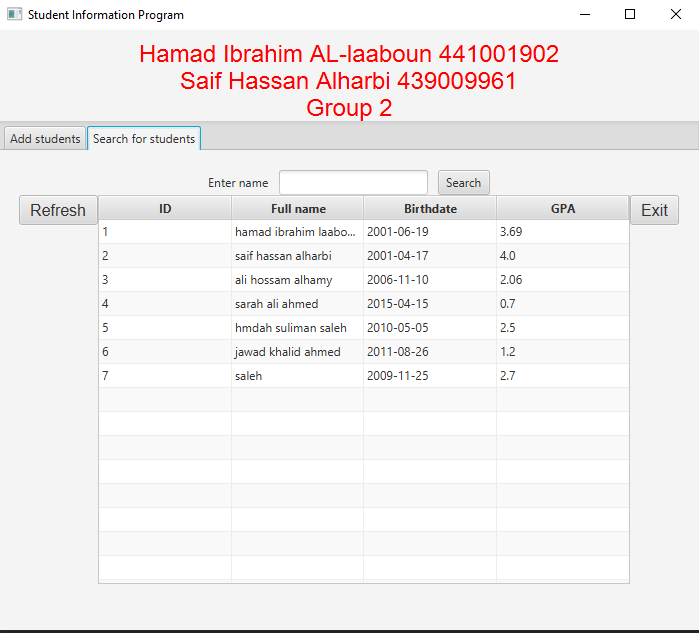 Student Information Program
Hamad Ibrahim AL-laaboun 441001902
Saif Hassan Alharbi 439009961
Group 2
Add students Search for students
Enter name Search
Refresh ID Full name Birthdate GPA Exit
1 hamad ibrahim laabo... 2001-06-19 3.69
2 saif hassan alharbi 2001-04-17 4.0
3 ali hossam alhamy 2006-11-10 2.06
4 sarah ali ahmed 2015-04-15 0.7
5 hmdah suliman saleh 2010-05-05 2.5
6 jawad khalid ahmed 2011-08-26 1.2
7 saleh 2009-11-25 2.7